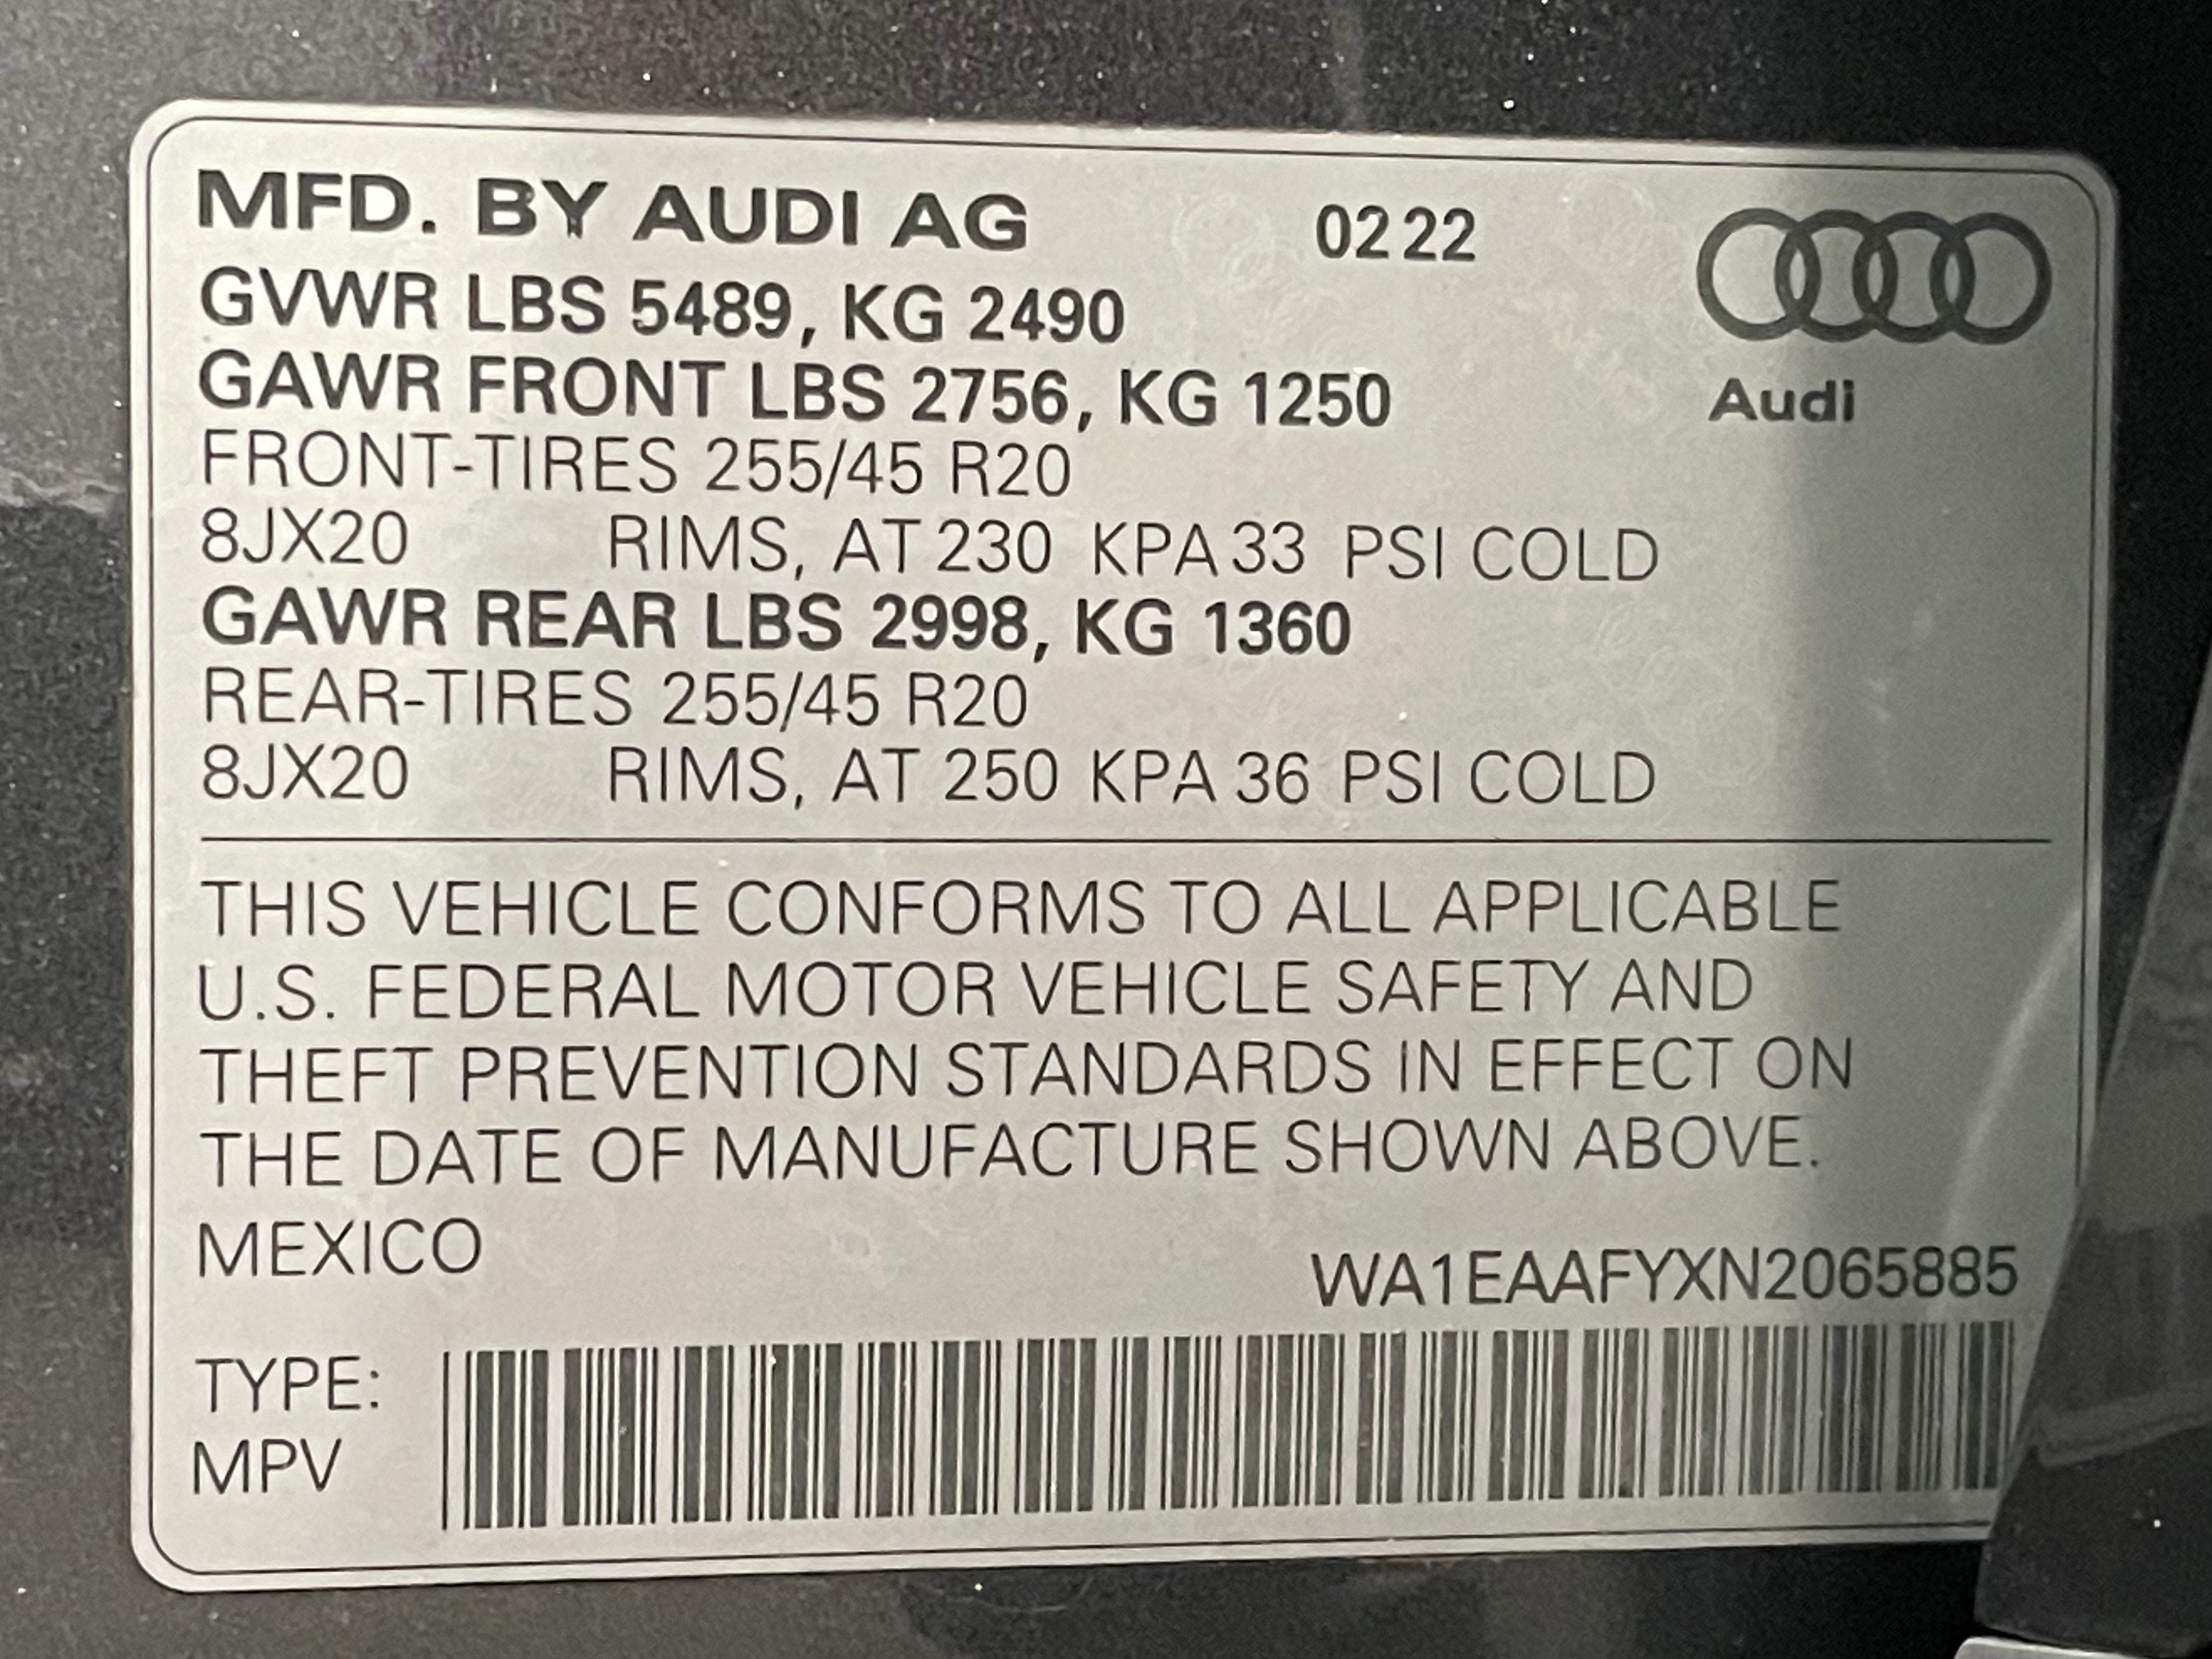 MFD. BY AUDI AG 02 22
GVWR LBS 5489, KG 2490
GAWR FRONT LBS 2756, KG 1250
Audi
FRONT-TIRES 255/45 R20
8JX20 RIMS, AT 230 KPA 33 PSI COLD
GAWR REAR LBS 2998, KG 1360
REAR-TIRES 255/45 R20
8JX20 RIMS, AT 250 KPA 36 PSI COLD
THIS VEHICLE CONFORMS TO ALL APPLICABLE
U.S. FEDERAL MOTOR VEHICLE SAFETY AND
THEFT PREVENTION STANDARDS IN EFFECT ON
THE DATE OF MANUFACTURE SHOWN ABOVE.
MEXICO
WA1EAAFYXN2065885
TYPE:
MPV